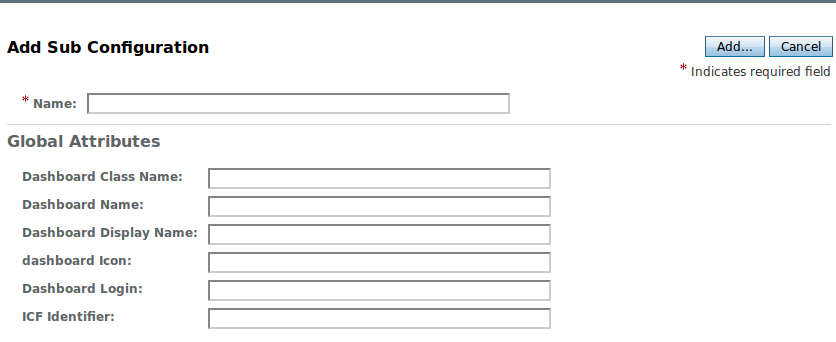 Add Sub Configuration
Add... Cancel
* Indicates required field
* Name:
Global Attributes
Dashboard Class Name:
Dashboard Name:
Dashboard Display Name:
dashboard Icon:
Dashboard Login:
ICF Identifier: